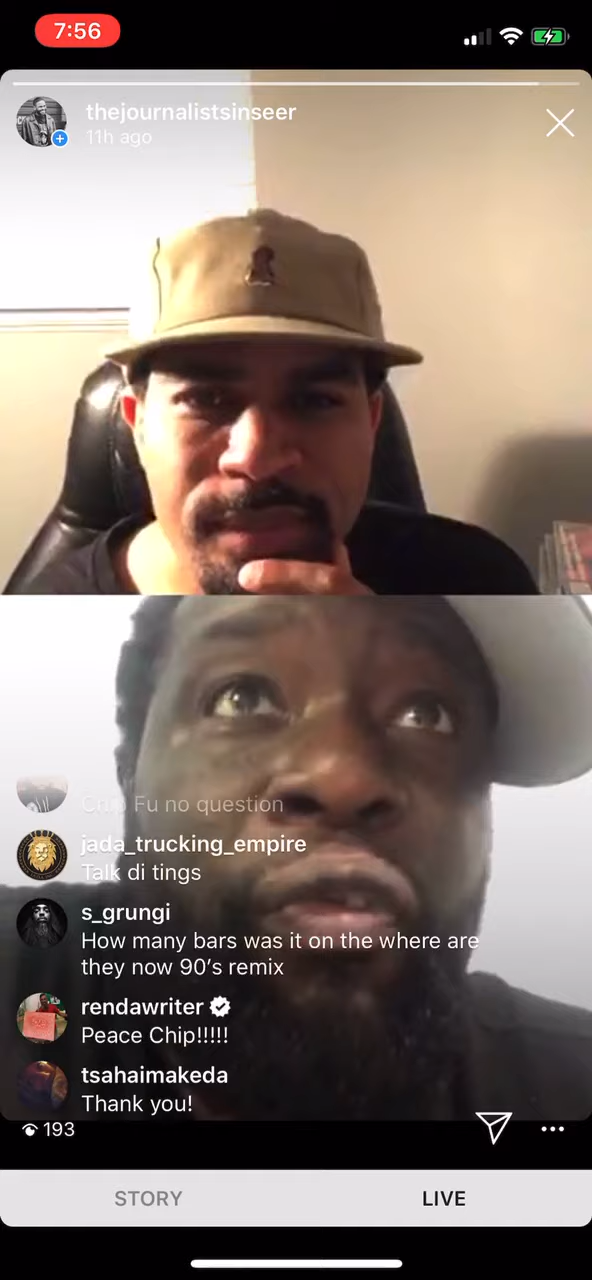 7:56
thejournalistsinseer
11h ago
Chip Fu no question
jada_trucking_empire
Talk di tings
s_grungi
How many bars was it on the where are
they now 90's remix
rendawriter
Peace Chip!!!!!
tsahaimakeda
Thank you!
193
STORY
LIVE